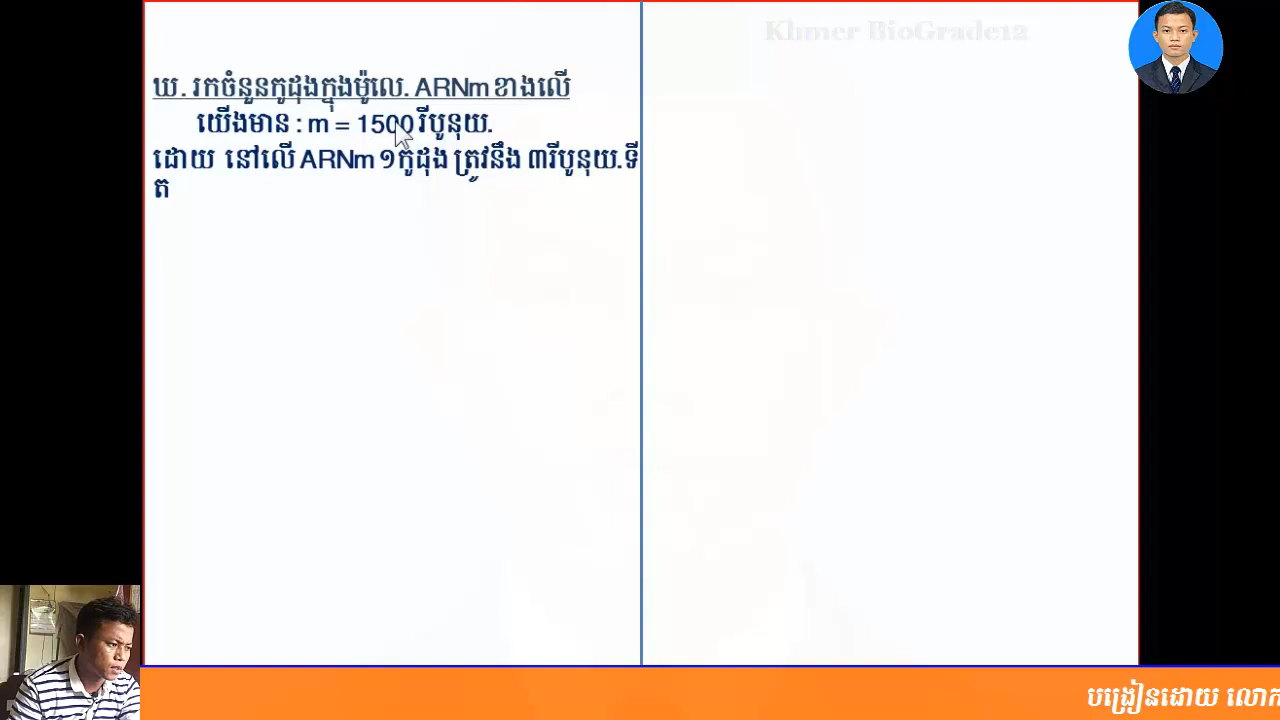 Khmer BioGrade12
ឃ. រកចំនួនកូដុងក្នុងម៉ូលេ. ARNm ខាងលើ
យើងមាន : m = 1500 រីបូនុយ.
ដោយ នៅលើ ARNm ១កូដុង ត្រូវនឹង ៣រីបូនុយ.ទី
ត
បង្រៀនដោយ លោក